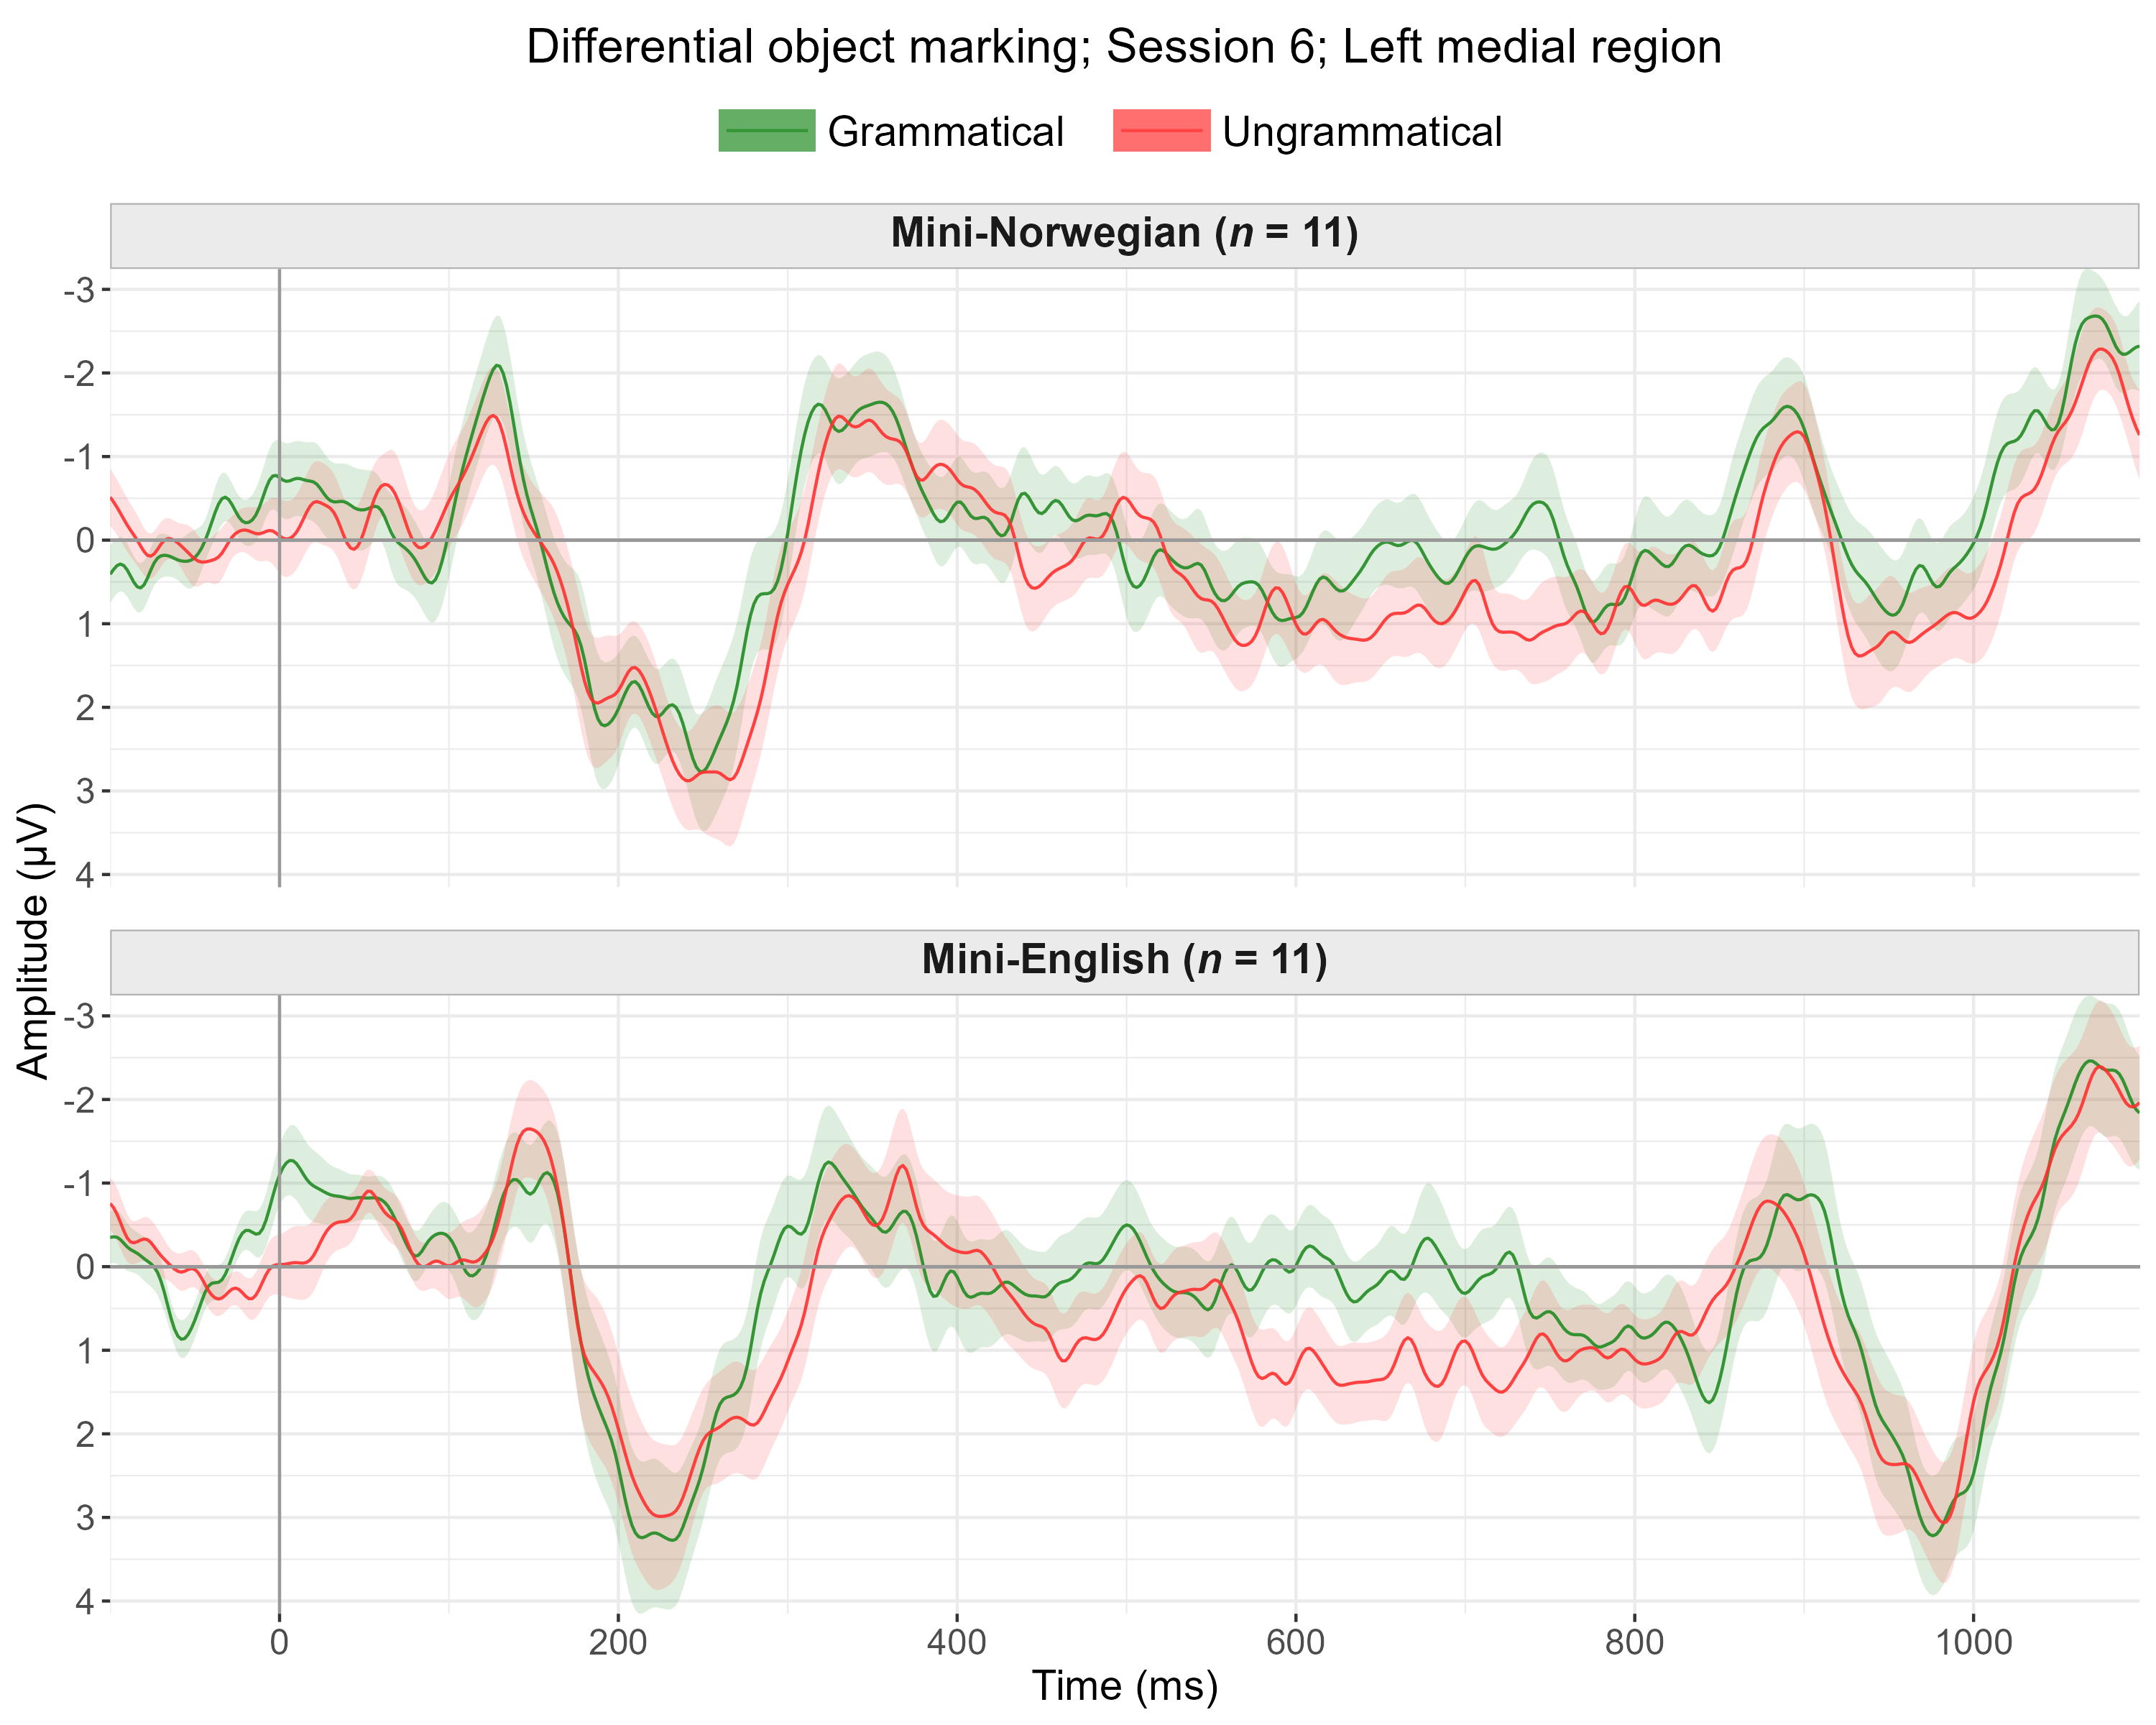 Differential object marking; Session 6; Left medial region
Grammatical
Ungrammatical
Mini-Norwegian (n = 11)
-3
-2
-1
0
1
2
3
4
Amplitude (µV)
Mini-English (n = 11)
-3
-2
-1
0
1
2
3
4
0 200 400 600 800 1000
Time (ms)